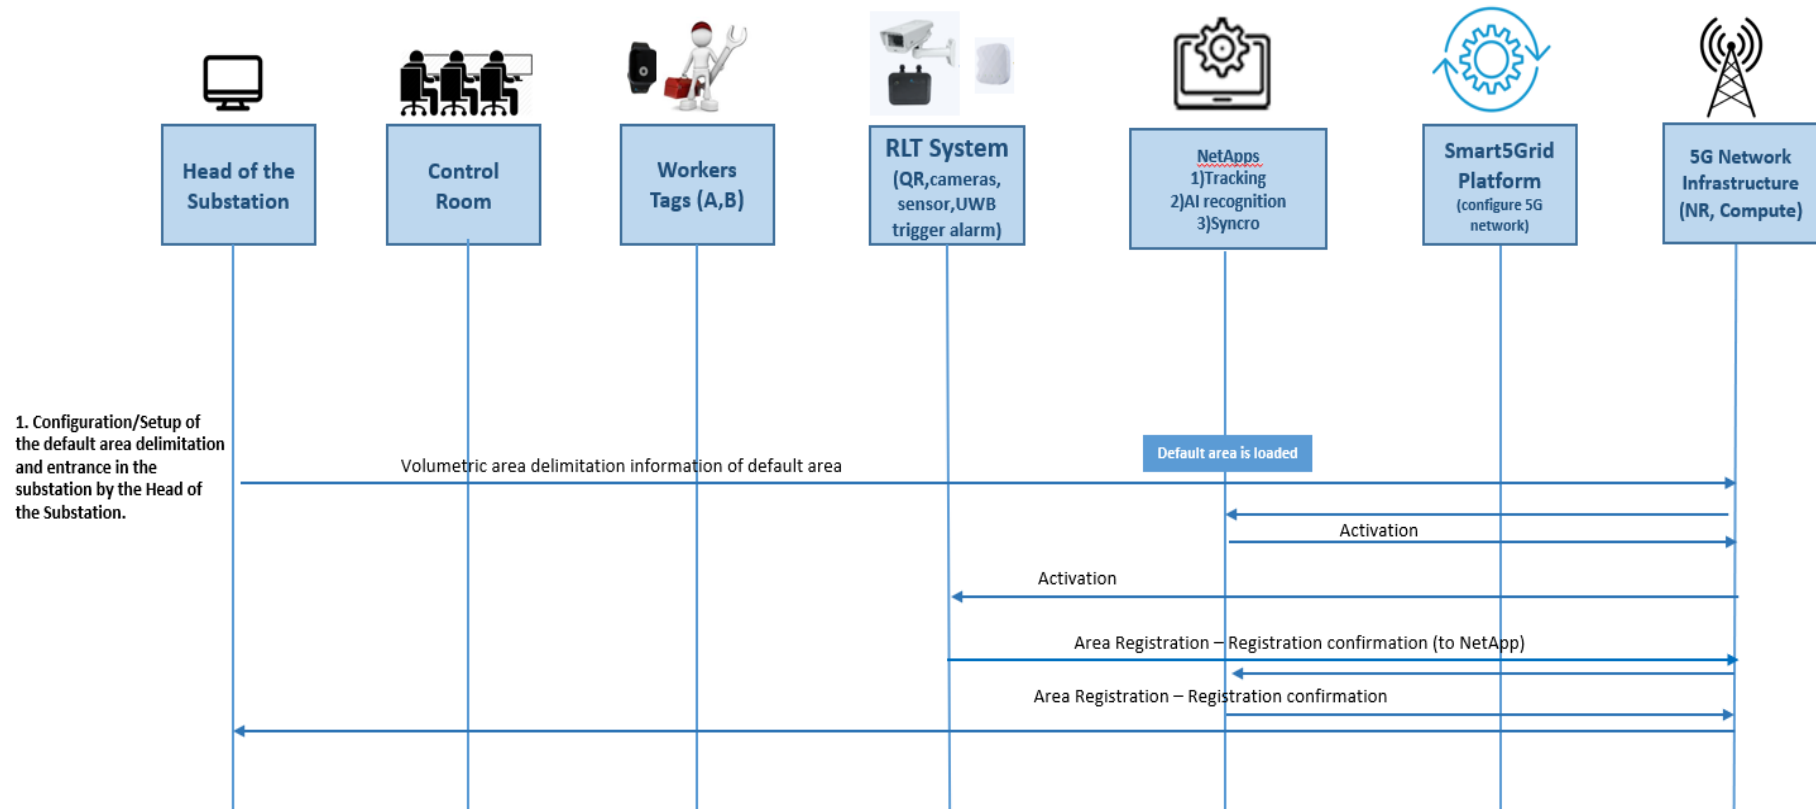 Head of the
Substation
Control
Room
Workers
Tags (A,B)
RLT System
(QR,cameras,
sensor,UWB
trigger alarm)
NetApps
1)Tracking
2)AI recognition
3)Syncro
Smart5Grid
Platform
(configure 5G
network)
5G Network
Infrastructure
(NR, Compute)
1. Configuration/Setup of
the default area delimitation
and entrance in the
substation by the Head of
the Substation.
Default area is loaded
Volumetric area delimitation information of default area
Activation
Activation
Area Registration – Registration confirmation (to NetApp)
Area Registration – Registration confirmation